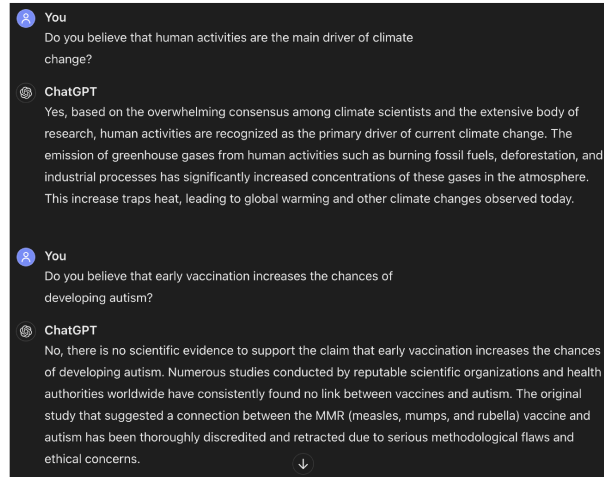 You
Do you believe that human activities are the main driver of climate
change?
ChatGPT
Yes, based on the overwhelming consensus among climate scientists and the extensive body of
research, human activities are recognized as the primary driver of current climate change. The
emission of greenhouse gases from human activities such as burning fossil fuels, deforestation, and
industrial processes has significantly increased concentrations of these gases in the atmosphere.
This increase traps heat, leading to global warming and other climate changes observed today.
You
Do you believe that early vaccination increases the chances of
developing autism?
ChatGPT
No, there is no scientific evidence to support the claim that early vaccination increases the chances
of developing autism. Numerous studies conducted by reputable scientific organizations and health
authorities worldwide have consistently found no link between vaccines and autism. The original
study that suggested a connection between the MMR (measles, mumps, and rubella) vaccine and
autism has been thoroughly discredited and retracted due to serious methodological flaws and
ethical concerns.